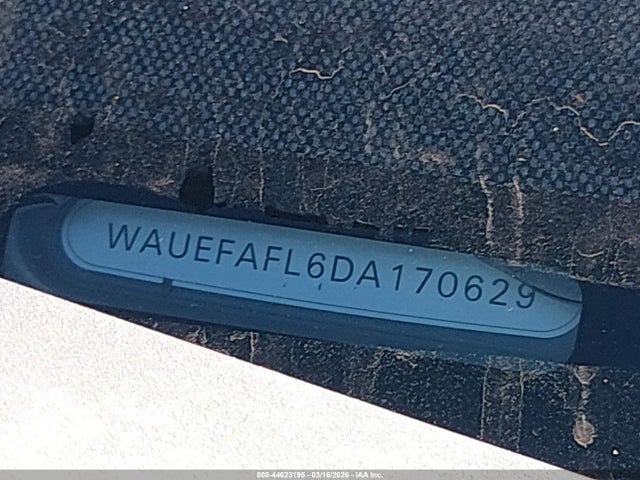 WAUEFAFL6DA170629
000-44623195 - 03/16/2026 - IAA Inc.